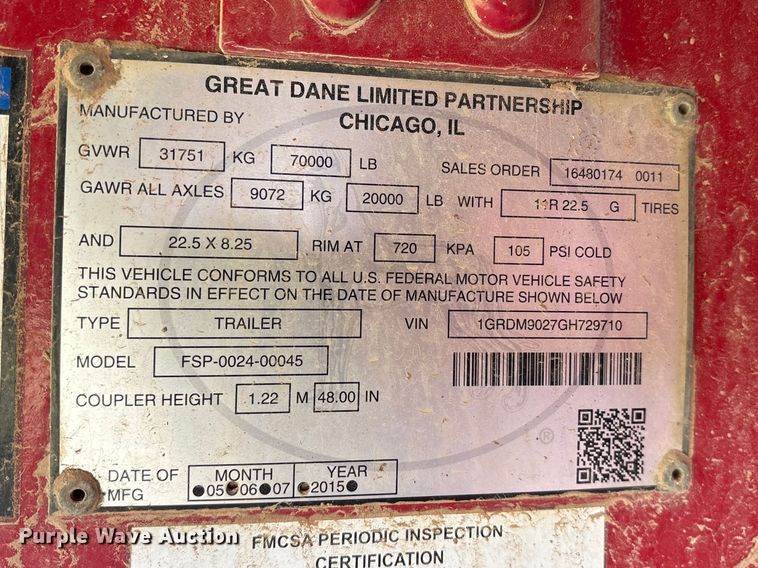 GREAT DANE LIMITED PARTNERSHIP
MANUFACTURED BY CHICAGO, IL
GVWR 31751 KG 70000 LB SALES ORDER 16480174 0011
GAWR ALL AXLES 9072 KG 20000 LB WITH 11R 22.5 G TIRES
AND 22.5 X 8.25 RIM AT 720 KPA 105 PSI COLD
THIS VEHICLE CONFORMS TO ALL U.S. FEDERAL MOTOR VEHICLE SAFETY
STANDARDS IN EFFECT ON THE DATE OF MANUFACTURE SHOWN BELOW
TYPE TRAILER VIN 1GRDM9027GH729710
MODEL FSP-0024-00045
COUPLER HEIGHT 1.22 M 48.00 IN
®
DATE OF MFG MONTH YEAR
05 06 07 2015
Purple Wave Auction
FMCSA PERIODIC INSPECTION
CERTIFICATION